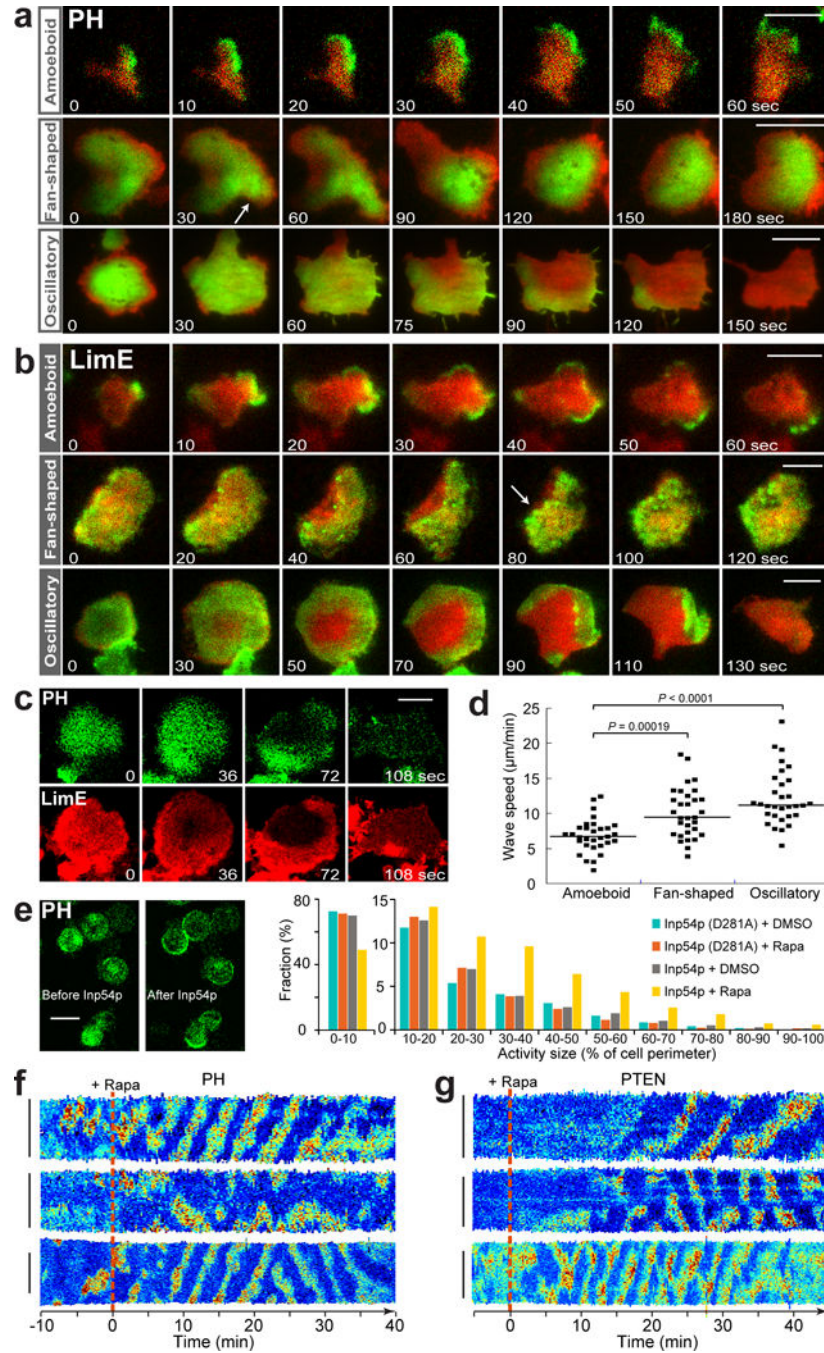 a
PH
Amoeboid
0 10 20 30 40 50 60 sec
Fan-shaped
0 30 60 90 120 150 180 sec
Oscillatory
0 30 60 75 90 120 150 sec
b
LimE
Amoeboid
0 10 20 30 40 50 60 sec
Fan-shaped
0 20 40 60 80 100 120 sec
Oscillatory
0 30 50 70 90 110 130 sec
c
PH
0 36 72 108 sec
LimE
0 36 72 108 sec
d
P < 0.0001
P = 0.00019
Wave speed (µm/min)
25
20
15
10
5
0
Amoeboid Fan-shaped Oscillatory
e
PH
Before Inp54p After Inp54p
Fraction (%)
80
40
0
15
10
5
0
Inp54p (D281A) + DMSO
Inp54p (D281A) + Rapa
Inp54p + DMSO
Inp54p + Rapa
0-10 10-20 20-30 30-40 40-50 50-60 60-70 70-80 80-90 90-100
Activity size (% of cell perimeter)
f
+ Rapa
PH
-10 0 10 20 30 40
Time (min)
g
+ Rapa
PTEN
0 10 20 30 40
Time (min)